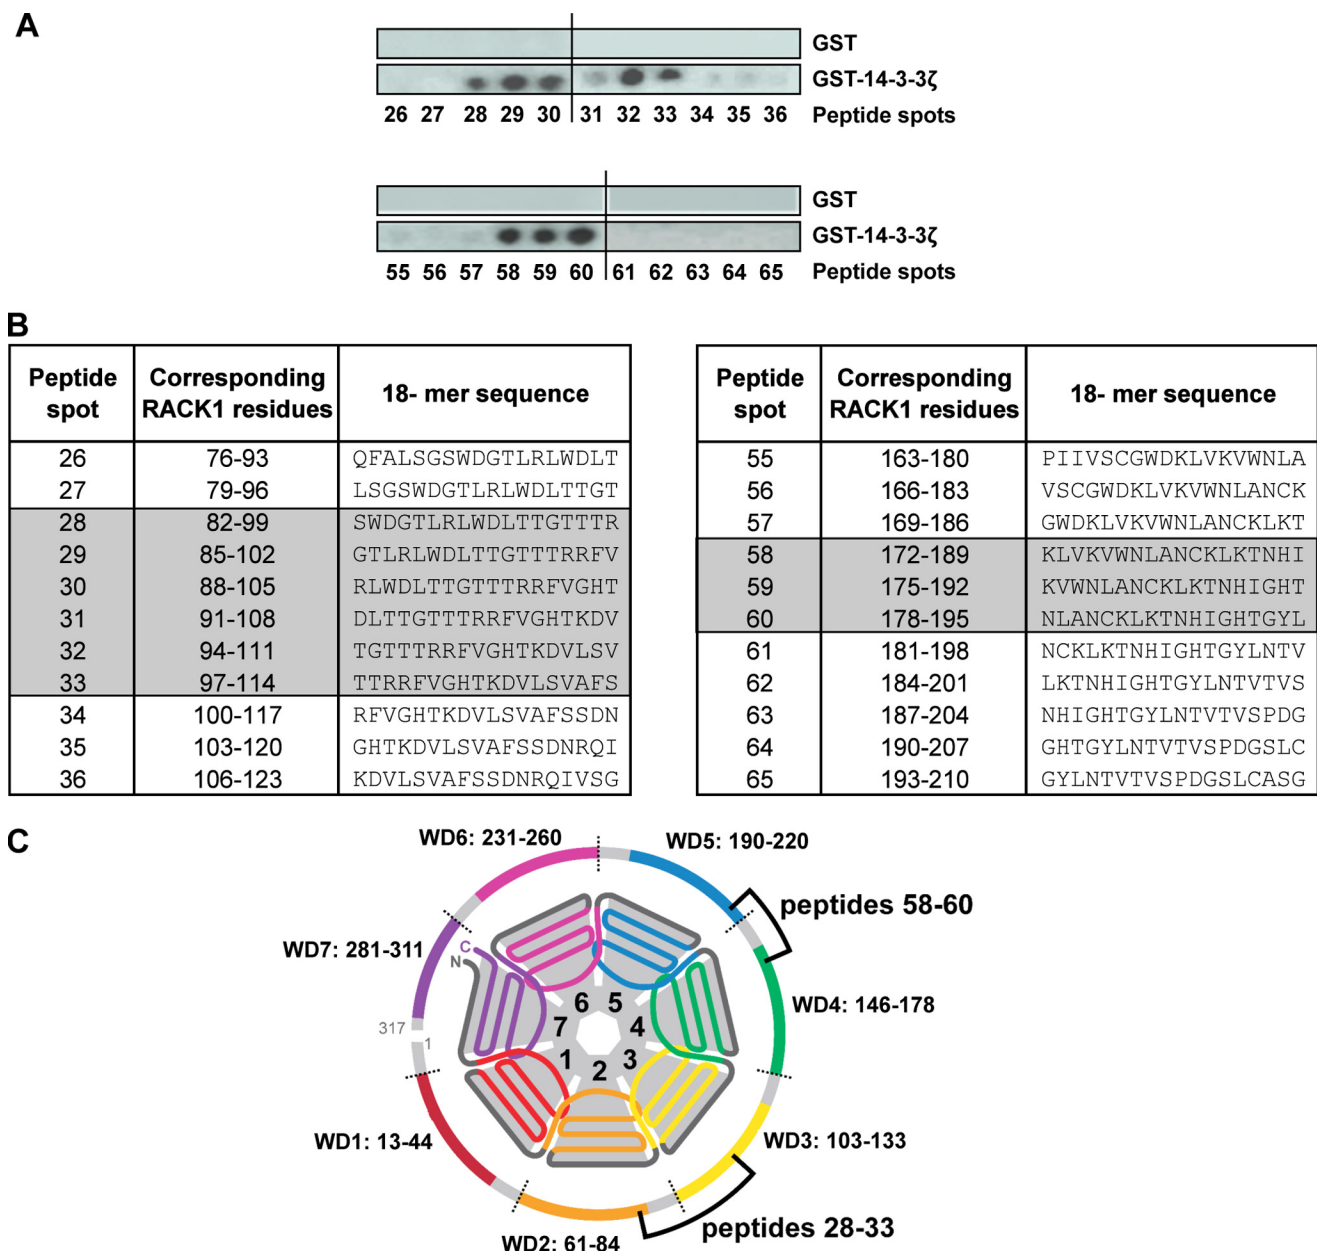 A
GST
GST-14-3-3ζ
26 27 28 29 30 31 32 33 34 35 36 Peptide spots
GST
GST-14-3-3ζ
55 56 57 58 59 60 61 62 63 64 65 Peptide spots
B
Peptide spot Corresponding RACK1 residues 18- mer sequence
26 76-93 QFALSGSWDGTLRLWDLT
27 79-96 LSGSWDGTLRLWDLTTGT
28 82-99 SWDGTLRLWDLTTGTTTR
29 85-102 GTLRLWDLTTGTTTRRFV
30 88-105 RLWDLTTGTTTRRFVGHT
31 91-108 DLTTGTTTRRFVGHTKDV
32 94-111 TGTTTRRFVGHTKDVLSV
33 97-114 TTRRFVGHTKDVLSVAFS
34 100-117 RFVGHTKDVLSVAFSSDN
35 103-120 GHTKDVLSVAFSSDNRQI
36 106-123 KDVLSVAFSSDNRQIVSG
Peptide spot Corresponding RACK1 residues 18- mer sequence
55 163-180 PIIVSCGWDKLVKVWNLA
56 166-183 VSCGWDKLVKVWNLANCK
57 169-186 GWDKLVKVWNLANCKLKT
58 172-189 KLVKVWNLANCKLKTNHI
59 175-192 KVWNLANCKLKTNHIGHT
60 178-195 NLANCKLKTNHIGHTGYL
61 181-198 NCKLKTNHIGHTGYLNTV
62 184-201 LKTNHIGHTGYLNTVTVS
63 187-204 NHIGHTGYLNTVTVSPDG
64 190-207 GHTGYLNTVTVSPDGSLC
65 193-210 GYLNTVTVSPDGSLCASG
C
WD6: 231-260
WD5: 190-220
peptides 58-60
WD7: 281-311
C
N
6 5
WD4: 146-178
7 4
317
1
1 3
2
WD1: 13-44
WD3: 103-133
peptides 28-33
WD2: 61-84